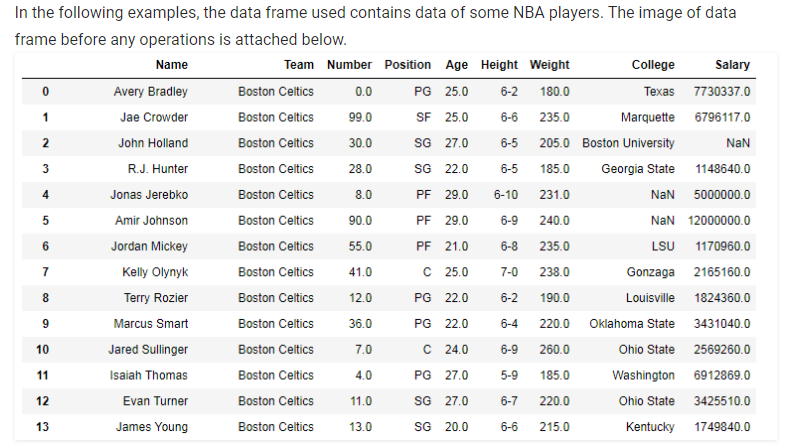 In the following examples, the data frame used contains data of some NBA players. The image of data
frame before any operations is attached below.
Name Team Number Position Age Height Weight College Salary
0 Avery Bradley Boston Celtics 0.0 PG 25.0 6-2 180.0 Texas 7730337.0
1 Jae Crowder Boston Celtics 99.0 SF 25.0 6-6 235.0 Marquette 6796117.0
2 John Holland Boston Celtics 30.0 SG 27.0 6-5 205.0 Boston University NaN
3 R.J. Hunter Boston Celtics 28.0 SG 22.0 6-5 185.0 Georgia State 1148640.0
4 Jonas Jerebko Boston Celtics 8.0 PF 29.0 6-10 231.0 NaN 5000000.0
5 Amir Johnson Boston Celtics 90.0 PF 29.0 6-9 240.0 NaN 12000000.0
6 Jordan Mickey Boston Celtics 55.0 PF 21.0 6-8 235.0 LSU 1170960.0
7 Kelly Olynyk Boston Celtics 41.0 C 25.0 7-0 238.0 Gonzaga 2165160.0
8 Terry Rozier Boston Celtics 12.0 PG 22.0 6-2 190.0 Louisville 1824360.0
9 Marcus Smart Boston Celtics 36.0 PG 22.0 6-4 220.0 Oklahoma State 3431040.0
10 Jared Sullinger Boston Celtics 7.0 C 24.0 6-9 260.0 Ohio State 2569260.0
11 Isaiah Thomas Boston Celtics 4.0 PG 27.0 5-9 185.0 Washington 6912869.0
12 Evan Turner Boston Celtics 11.0 SG 27.0 6-7 220.0 Ohio State 3425510.0
13 James Young Boston Celtics 13.0 SG 20.0 6-6 215.0 Kentucky 1749840.0